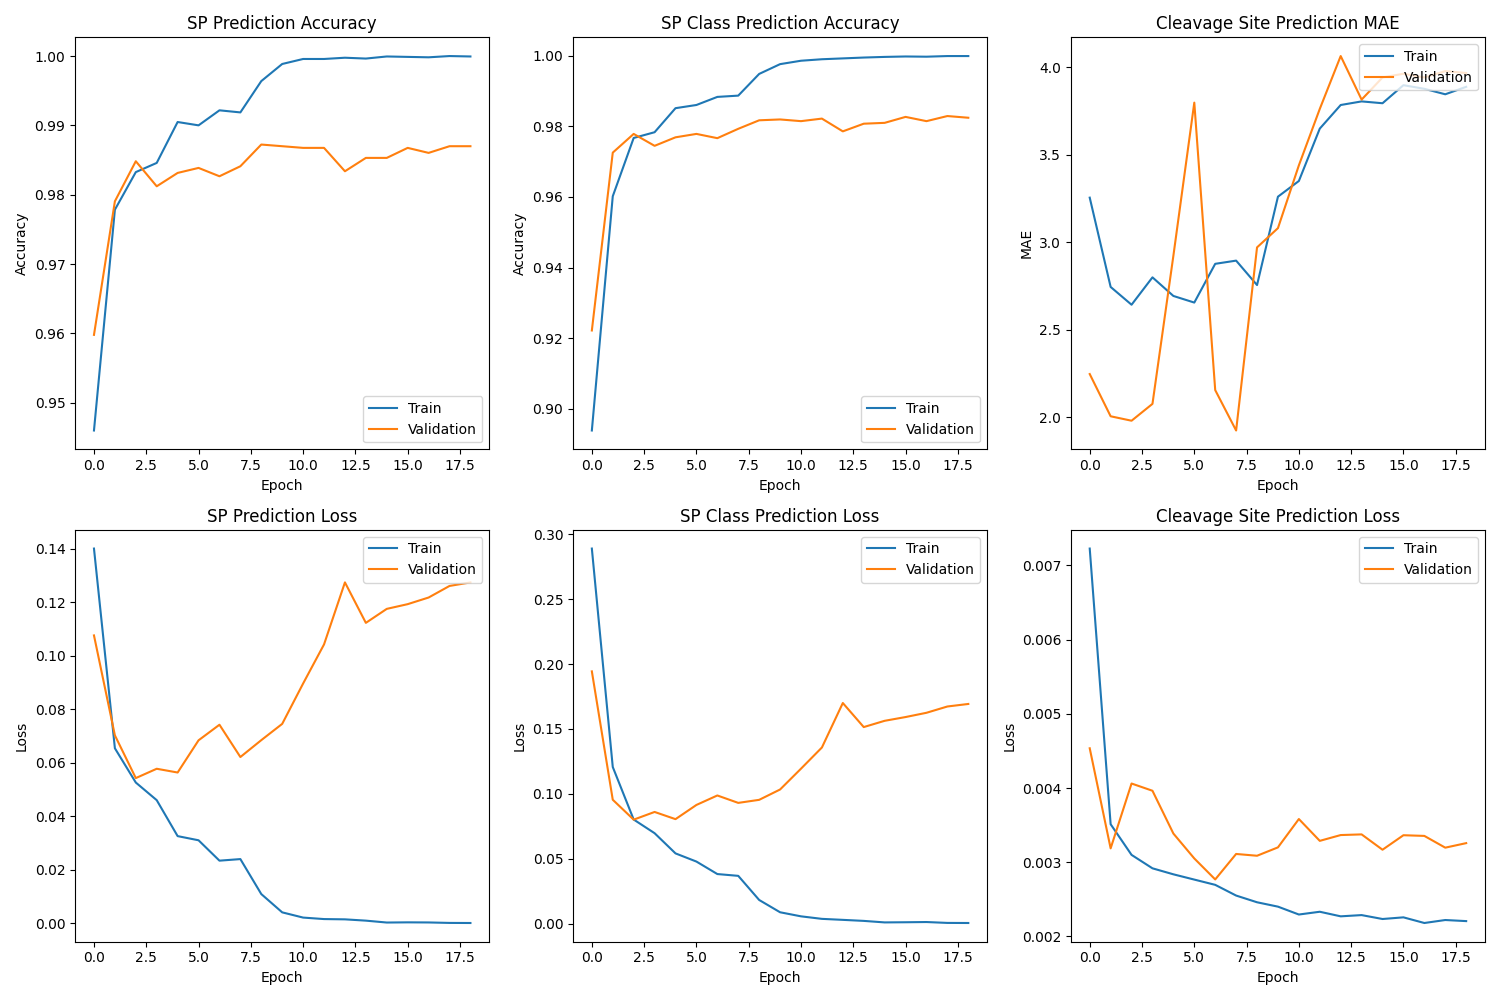 SP Prediction Accuracy
1.00
0.99
0.98
0.97
0.96
0.95
Accuracy
Train
Validation
0.0 2.5 5.0 7.5 10.0 12.5 15.0 17.5
Epoch
SP Class Prediction Accuracy
1.00
0.98
0.96
0.94
0.92
0.90
Accuracy
Train
Validation
0.0 2.5 5.0 7.5 10.0 12.5 15.0 17.5
Epoch
Cleavage Site Prediction MAE
4.0
3.5
3.0
2.5
2.0
MAE
Train
Validation
0.0 2.5 5.0 7.5 10.0 12.5 15.0 17.5
Epoch
SP Prediction Loss
0.14
0.12
0.10
0.08
0.06
0.04
0.02
0.00
Loss
Train
Validation
0.0 2.5 5.0 7.5 10.0 12.5 15.0 17.5
Epoch
SP Class Prediction Loss
0.30
0.25
0.20
0.15
0.10
0.05
0.00
Loss
Train
Validation
0.0 2.5 5.0 7.5 10.0 12.5 15.0 17.5
Epoch
Cleavage Site Prediction Loss
0.007
0.006
0.005
0.004
0.003
0.002
Loss
Train
Validation
0.0 2.5 5.0 7.5 10.0 12.5 15.0 17.5
Epoch